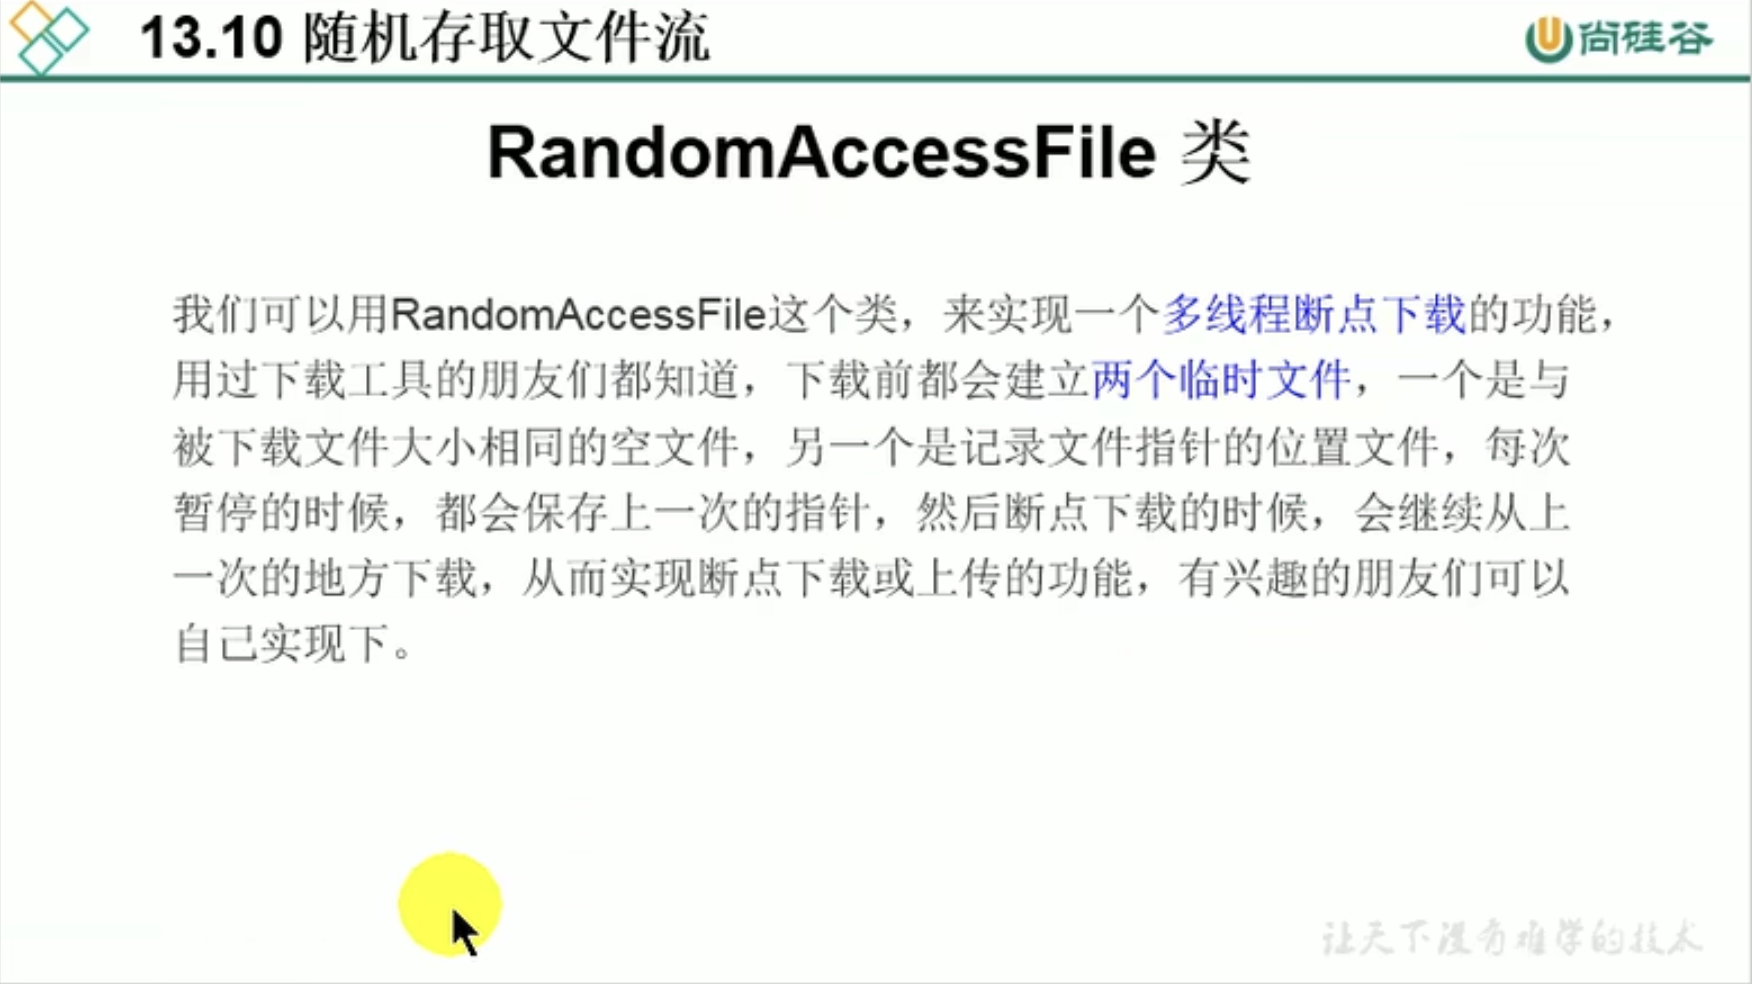 13.10 随机存取文件流
尚硅谷
RandomAccessFile 类
我们可以用RandomAccessFile这个类，来实现一个多线程断点下载的功能，
用过下载工具的朋友们都知道，下载前都会建立两个临时文件，一个是与
被下载文件大小相同的空文件，另一个是记录文件指针的位置文件，每次
暂停的时候，都会保存上一次的指针，然后断点下载的时候，会继续从上
一次的地方下载，从而实现断点下载或上传的功能，有兴趣的朋友们可以
自己实现下。
让天下没有难学的技术